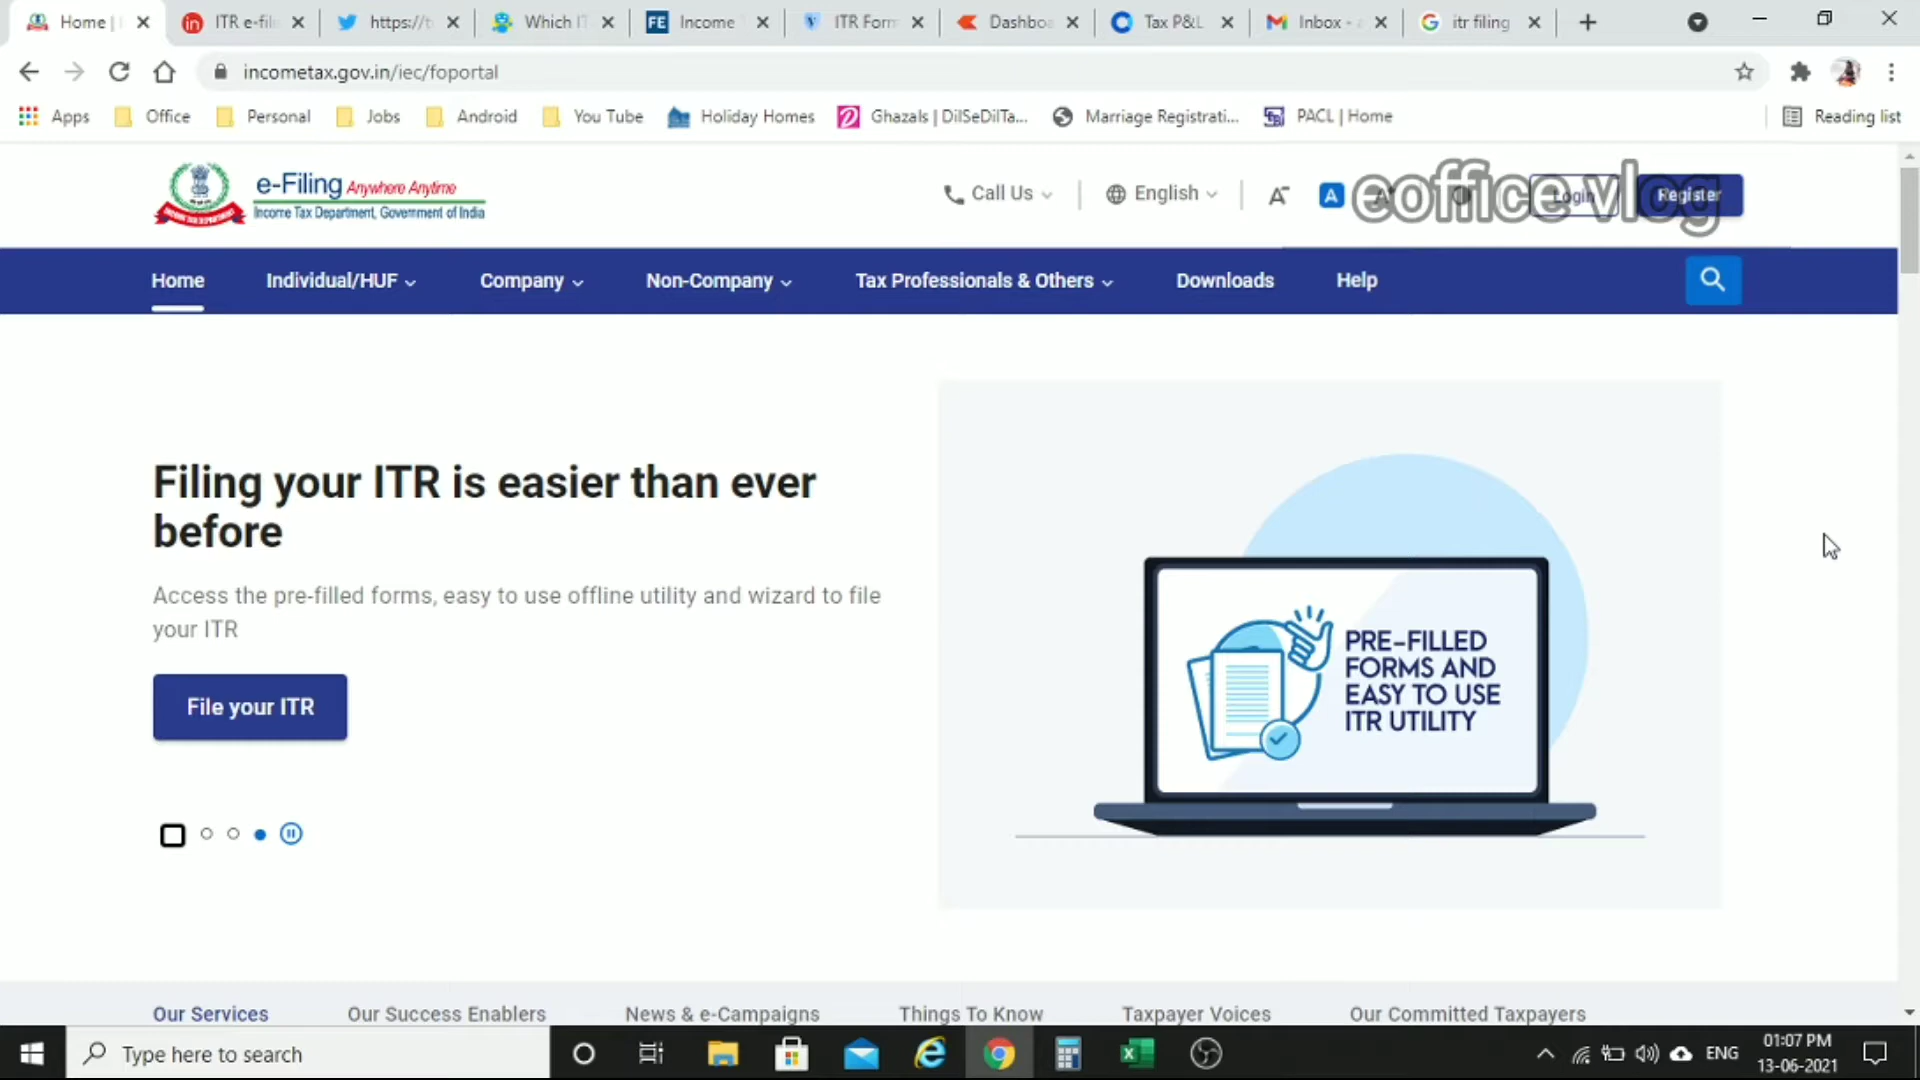 Home |
ITR e-fil
https://t
Which I
FE Income
ITR Form
Dashboa
Tax P&L
Inbox -
itr filing
incometax.gov.in/iec/foportal
Apps
Office
Personal
Jobs
Android
You Tube
Holiday Homes
Ghazals | DilSeDilTa...
Marriage Registrati...
PACL | Home
Reading list
e-Filing Anywhere Anytime
Income Tax Department, Government of India
Call Us
English
A
A
eoffice vlog
Login
Register
Home
Individual/HUF
Company
Non-Company
Tax Professionals & Others
Downloads
Help
Filing your ITR is easier than ever
before
Access the pre-filled forms, easy to use offline utility and wizard to file
your ITR
File your ITR
PRE-FILLED
FORMS AND
EASY TO USE
ITR UTILITY
Our Services
Our Success Enablers
News & e-Campaigns
Things To Know
Taxpayer Voices
Our Committed Taxpayers
Type here to search
ENG
01:07 PM
13-06-2021